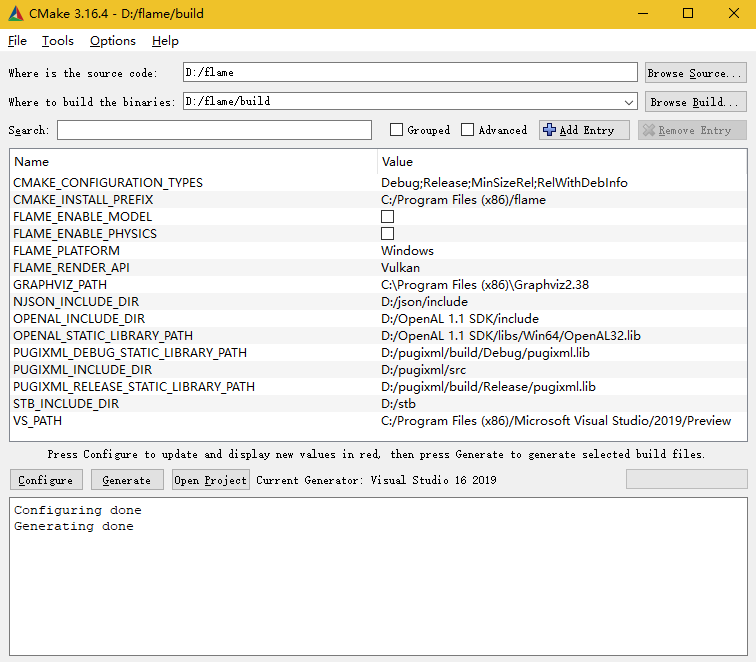 CMake 3.16.4 - D:/flame/build
File Tools Options Help
Where is the source code: D:/flame Browse Source...
Where to build the binaries: D:/flame/build Browse Build...
Search: Grouped Advanced Add Entry Remove Entry
Name Value
CMAKE_CONFIGURATION_TYPES Debug;Release;MinSizeRel;RelWithDebInfo
CMAKE_INSTALL_PREFIX C:/Program Files (x86)/flame
FLAME_ENABLE_MODEL
FLAME_ENABLE_PHYSICS
FLAME_PLATFORM Windows
FLAME_RENDER_API Vulkan
GRAPHVIZ_PATH C:\Program Files (x86)\Graphviz2.38
NJSON_INCLUDE_DIR D:/json/include
OPENAL_INCLUDE_DIR D:/OpenAL 1.1 SDK/include
OPENAL_STATIC_LIBRARY_PATH D:/OpenAL 1.1 SDK/libs/Win64/OpenAL32.lib
PUGIXML_DEBUG_STATIC_LIBRARY_PATH D:/pugixml/build/Debug/pugixml.lib
PUGIXML_INCLUDE_DIR D:/pugixml/src
PUGIXML_RELEASE_STATIC_LIBRARY_PATH D:/pugixml/build/Release/pugixml.lib
STB_INCLUDE_DIR D:/stb
VS_PATH C:/Program Files (x86)/Microsoft Visual Studio/2019/Preview
Press Configure to update and display new values in red, then press Generate to generate selected build files.
Configure Generate Open Project Current Generator: Visual Studio 16 2019
Configuring done
Generating done